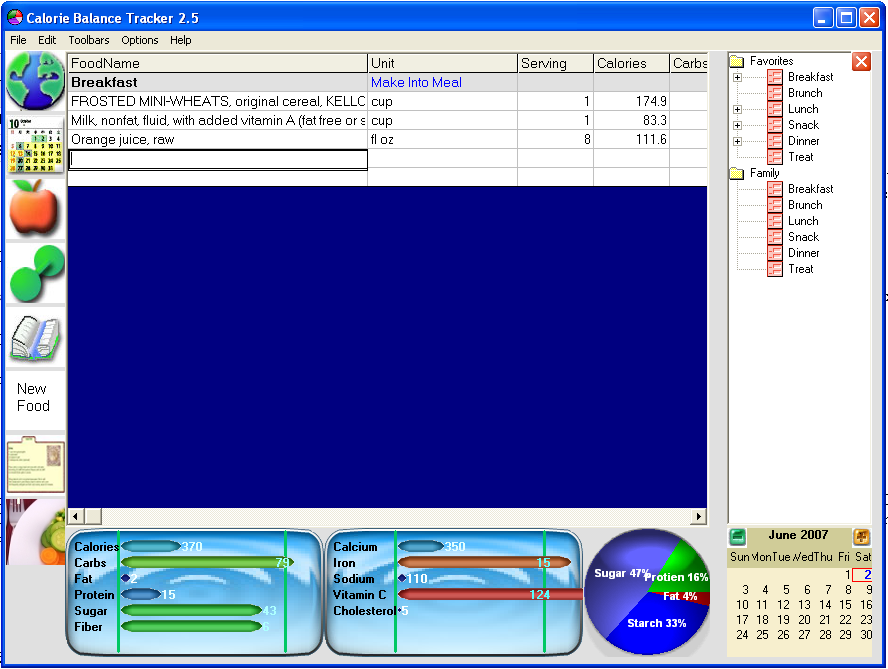 Calorie Balance Tracker 2.5
File Edit Toolbars Options Help
FoodName Unit Serving Calories Carbs
Breakfast Make Into Meal
FROSTED MINI-WHEATS, original cereal, KELLO cup 1 174.9
Milk, nonfat, fluid, with added vitamin A (fat free or s cup 1 83.3
Orange juice, raw fl oz 8 111.6
New
Food
Favorites
Breakfast
Brunch
Lunch
Snack
Dinner
Treat
Family
Breakfast
Brunch
Lunch
Snack
Dinner
Treat
Calories 370
Carbs 79
Fat 2
Protein 15
Sugar 43
Fiber 6
Calcium 350
Iron 15
Sodium 110
Vitamin C 124
Cholesterol 5
Sugar 47%
Protien 16%
Fat 4%
Starch 33%
June 2007
Sun Mon Tue Wed Thu Fri Sat
1 2
3 4 5 6 7 8 9
10 11 12 13 14 15 16
17 18 19 20 21 22 23
24 25 26 27 28 29 30